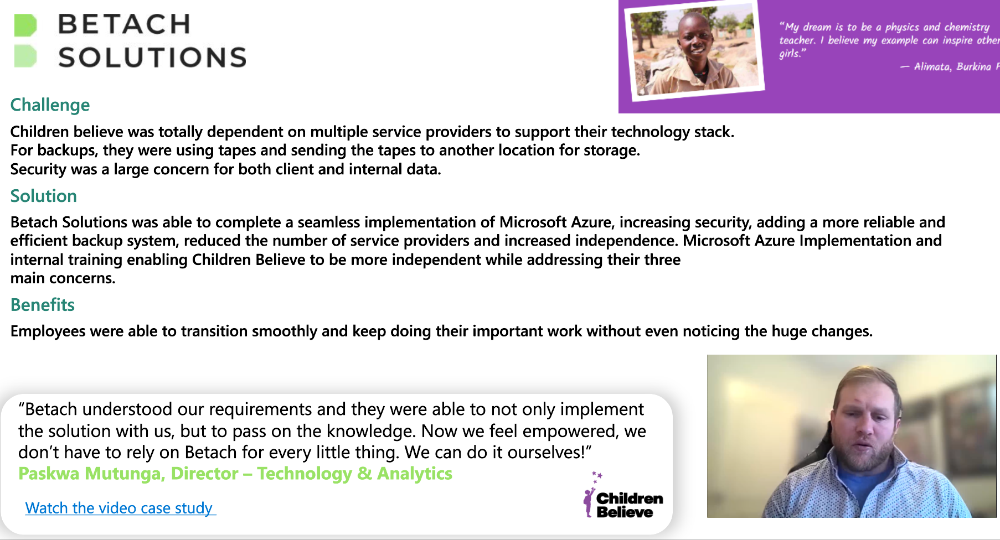 BETACH
SOLUTIONS
“My dream is to be a physics and chemistry
teacher. I believe my example can inspire other
girls.”
— Alimata, Burkina
Challenge
Children believe was totally dependent on multiple service providers to support their technology stack.
For backups, they were using tapes and sending the tapes to another location for storage.
Security was a large concern for both client and internal data.
Solution
Betach Solutions was able to complete a seamless implementation of Microsoft Azure, increasing security, adding a more reliable and
efficient backup system, reduced the number of service providers and increased independence. Microsoft Azure Implementation and
internal training enabling Children Believe to be more independent while addressing their three
main concerns.
Benefits
Employees were able to transition smoothly and keep doing their important work without even noticing the huge changes.
“Betach understood our requirements and they were able to not only implement
the solution with us, but to pass on the knowledge. Now we feel empowered, we
don’t have to rely on Betach for every little thing. We can do it ourselves!”
Paskwa Mutunga, Director – Technology & Analytics
Watch the video case study
Children
Believe